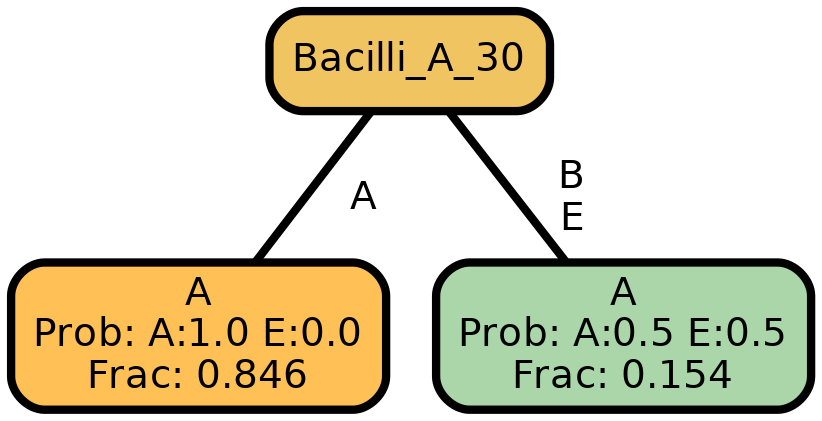 Bacilli_A_30
A
B
E
A
Prob: A:1.0 E:0.0
Frac: 0.846
A
Prob: A:0.5 E:0.5
Frac: 0.154